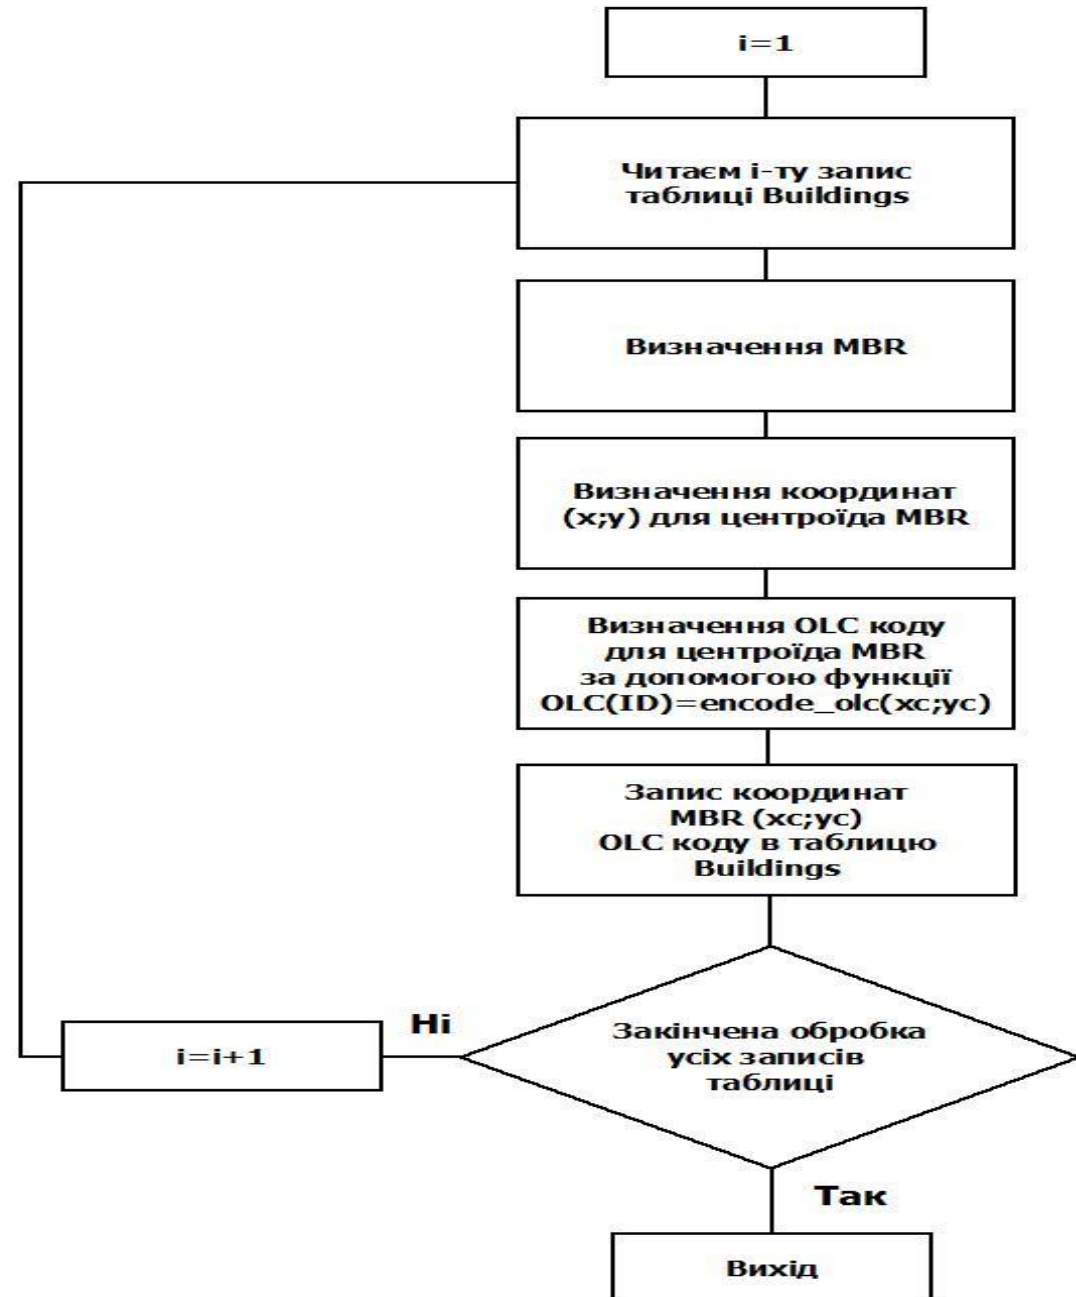 i=1
Читаєм i-ту запис
таблиці Buildings
Визначення MBR
Визначення координат
(x;y) для центроїда MBR
Визначення OLC коду
для центроїда MBR
за допомогою функції
OLC(ID)=encode_olc(xc;yc)
Запис координат
MBR (xc;yc)
OLC коду в таблицю
Buildings
Закінчена обробка
усіх записів
таблиці
Ні
i=i+1
Так
Вихід